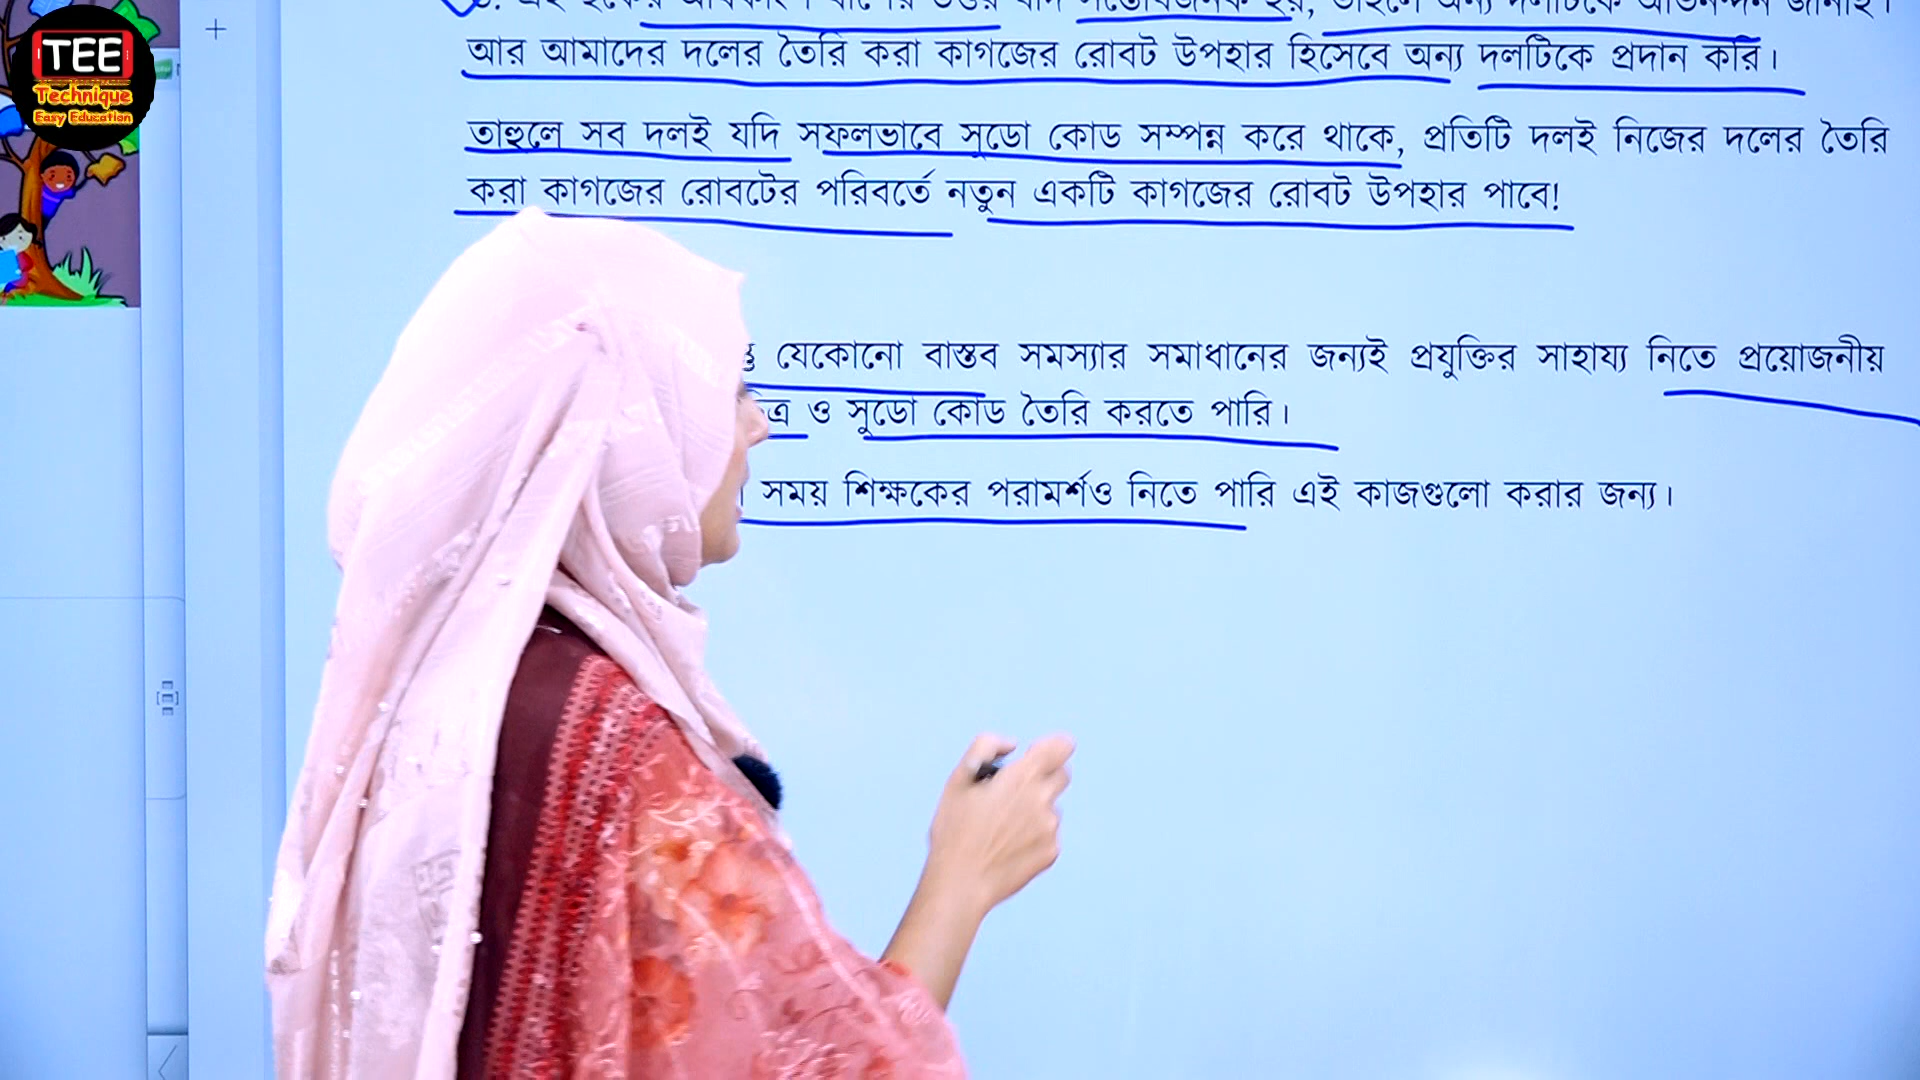 TEE
Technique
Easy Education
আর আমাদের দলের তৈরি করা কাগজের রোবট উপহার হিসেবে অন্য দলটিকে প্রদান করি।
তাহলে সব দলই যদি সফলভাবে সুডো কোড সম্পন্ন করে থাকে, প্রতিটি দলই নিজের দলের তৈরি
করা কাগজের রোবটের পরিবর্তে নতুন একটি কাগজের রোবট উপহার পাবে!
যেকোনো বাস্তব সমস্যার সমাধানের জন্যই প্রযুক্তির সাহায্য নিতে প্রয়োজনীয়
ও সুডো কোড তৈরি করতে পারি।
সময় শিক্ষকের পরামর্শও নিতে পারি এই কাজগুলো করার জন্য।